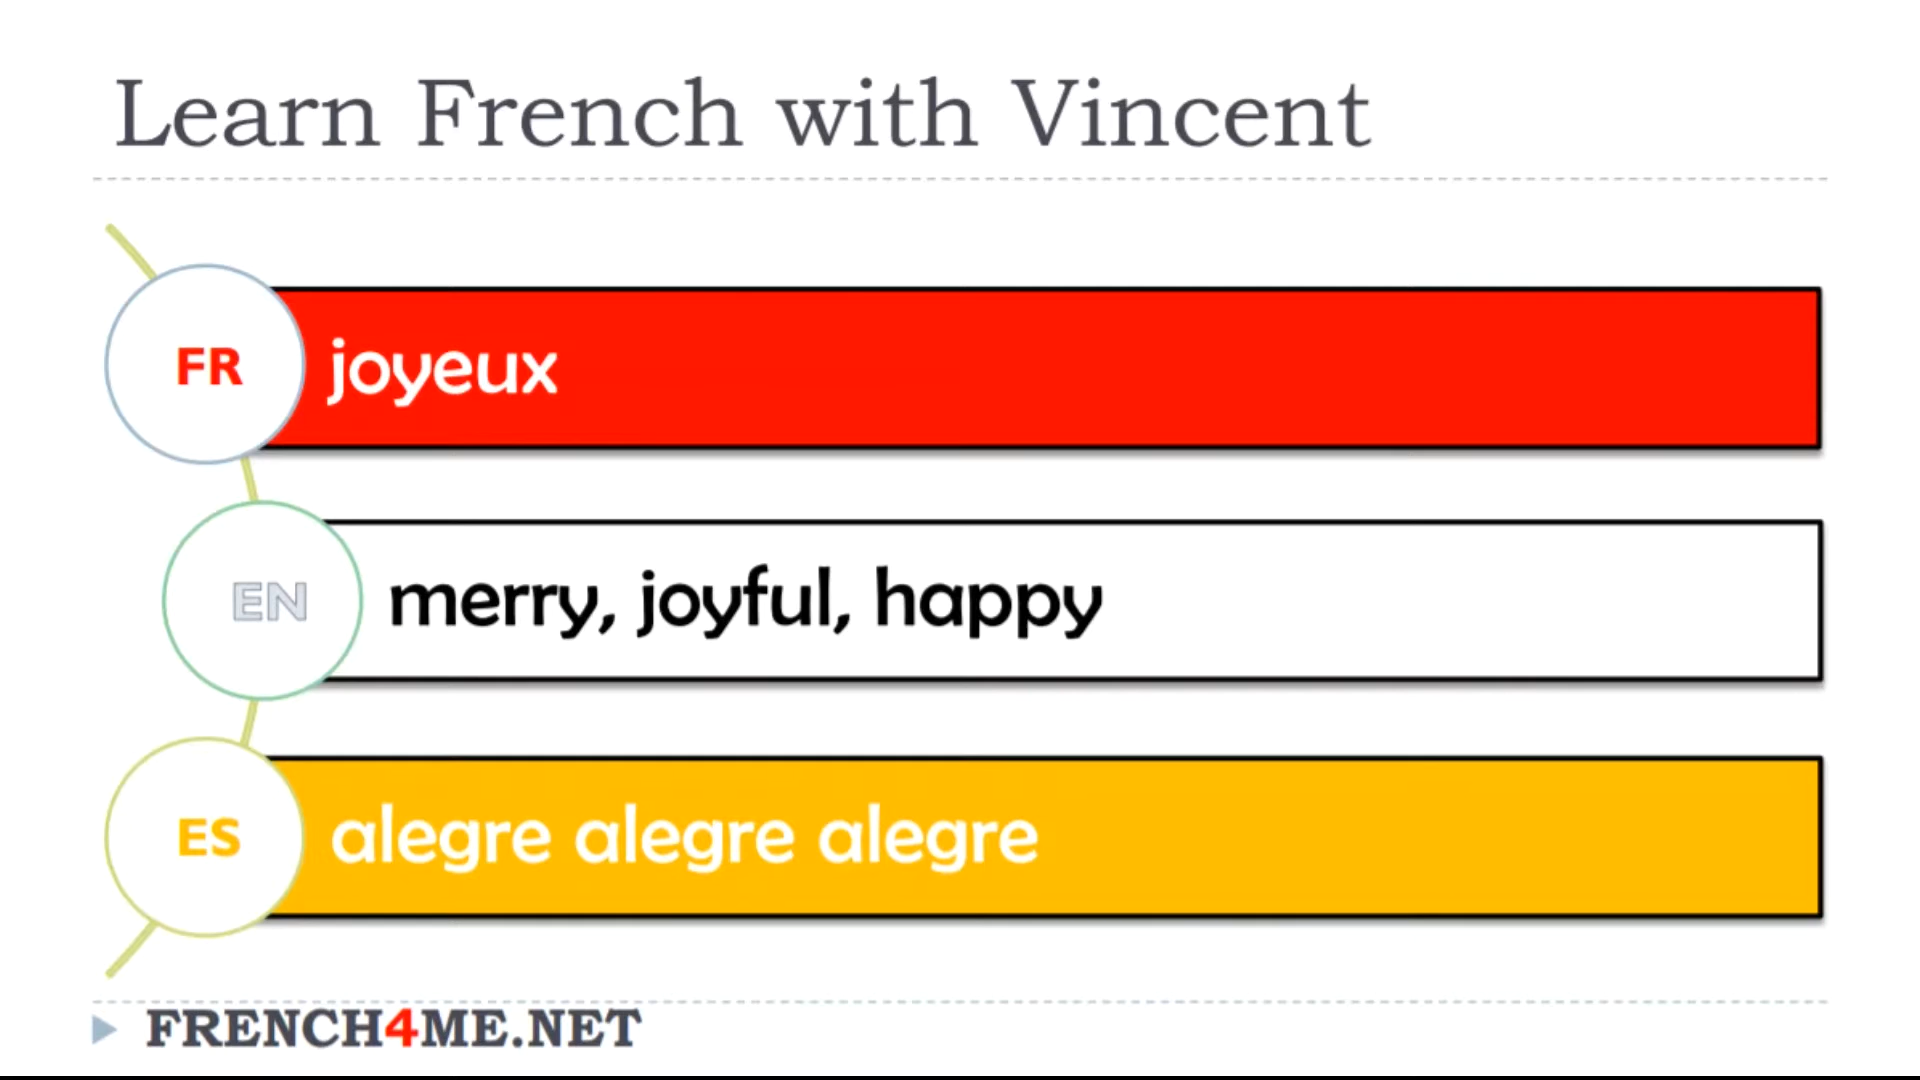 Learn French with Vincent
FR joyeux
EN merry, joyful, happy
ES alegre alegre alegre
FRENCH4ME.NET